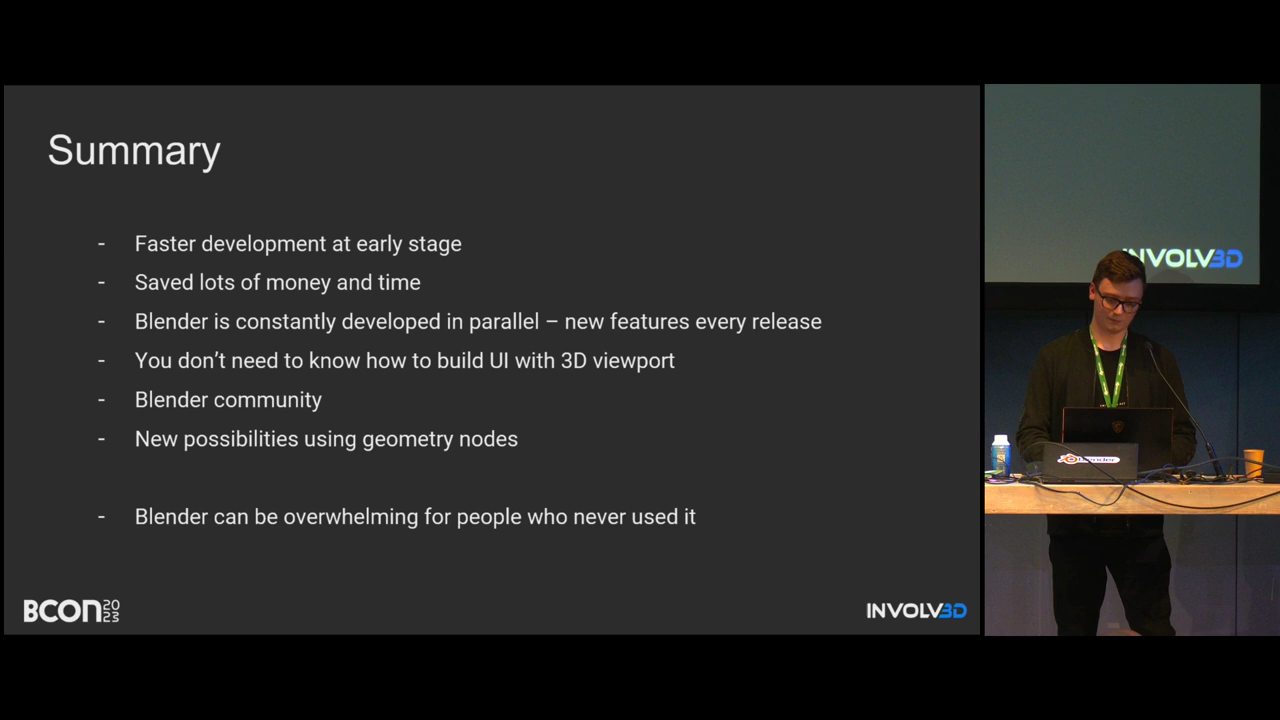 Summary
- Faster development at early stage
- Saved lots of money and time
- Blender is constantly developed in parallel – new features every release
- You don't need to know how to build UI with 3D viewport
- Blender community
- New possibilities using geometry nodes
- Blender can be overwhelming for people who never used it
BCON 2023
INVOLV3D
INVOLV3D
blender